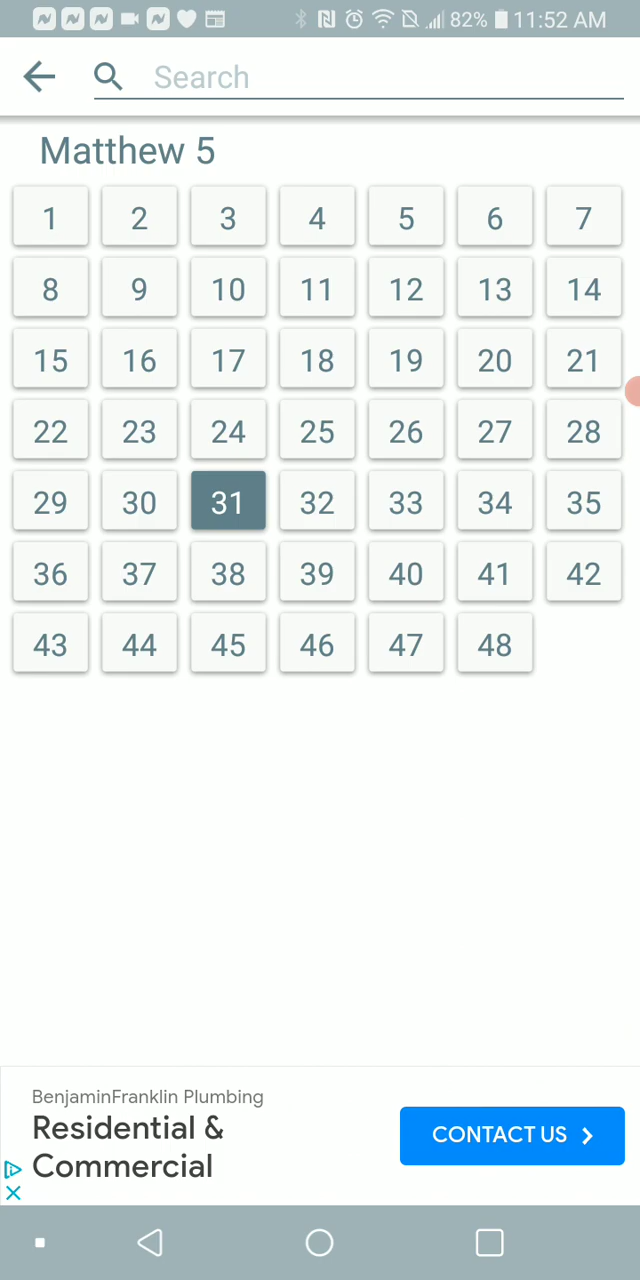 82% 11:52 AM
Search
Matthew 5
1 2 3 4 5 6 7
8 9 10 11 12 13 14
15 16 17 18 19 20 21
22 23 24 25 26 27 28
29 30 31 32 33 34 35
36 37 38 39 40 41 42
43 44 45 46 47 48
BenjaminFranklin Plumbing
Residential &
Commercial
CONTACT US